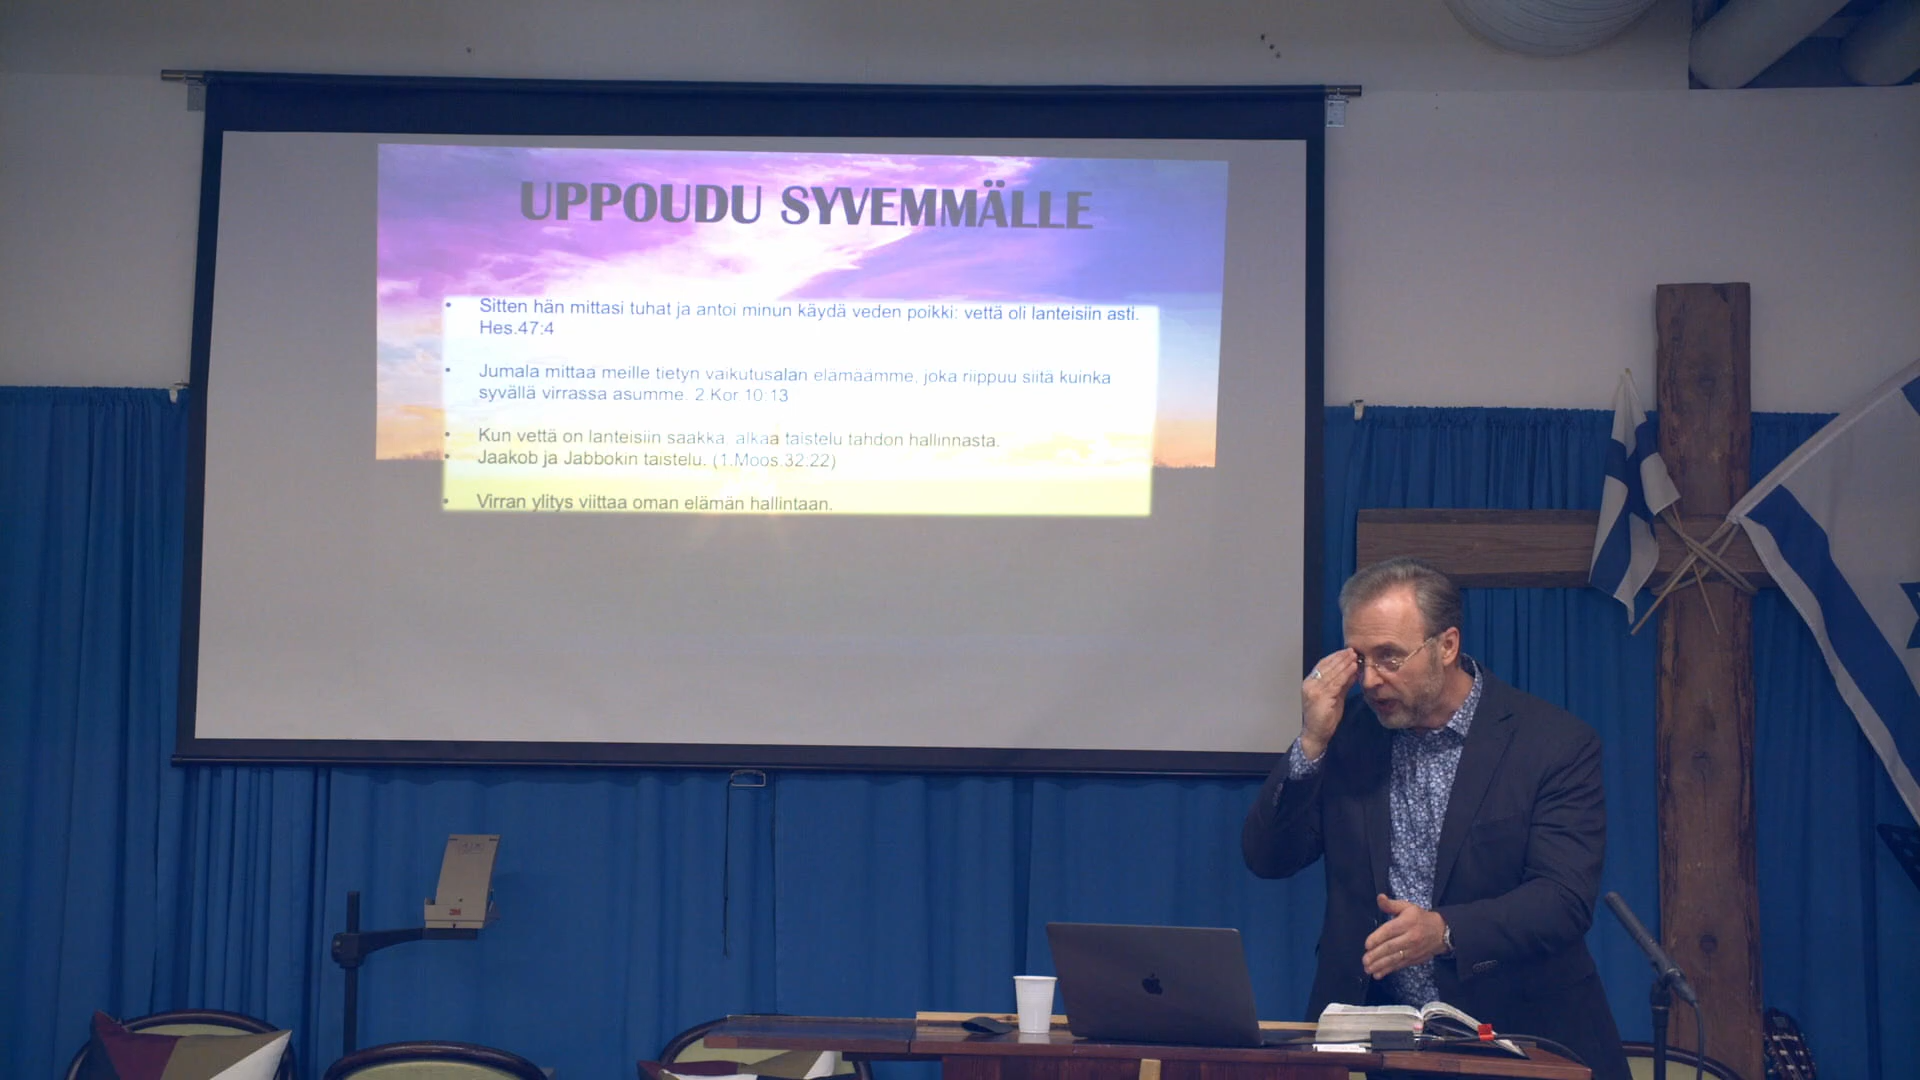 UPPOUDU SYVEMMÄLLE
• Sitten hän mittasi tuhat ja antoi minun käydä veden poikki: vettä oli lanteisiin asti.
Hes.47:4
• Jumala mittaa meille tietyn vaikutusalan elämäämme, joka riippuu siitä kuinka
syvällä virrassa asumme. 2.Kor.10:13
• Kun vettä on lanteisiin saakka, alkaa taistelu tahdon hallinnasta.
• Jaakob ja Jabbokin taistelu. (1.Moos.32:22)
• Virran ylitys viittaa oman elämän hallintaan.
3M